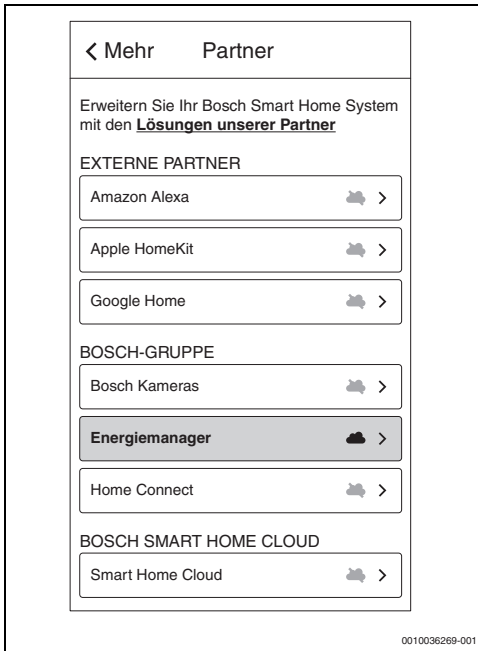 Mehr Partner
Erweitern Sie Ihr Bosch Smart Home System
mit den Lösungen unserer Partner
EXTERNE PARTNER
Amazon Alexa
Apple HomeKit
Google Home
BOSCH-GRUPPE
Bosch Kameras
Energiemanager
Home Connect
BOSCH SMART HOME CLOUD
Smart Home Cloud
0010036269-001